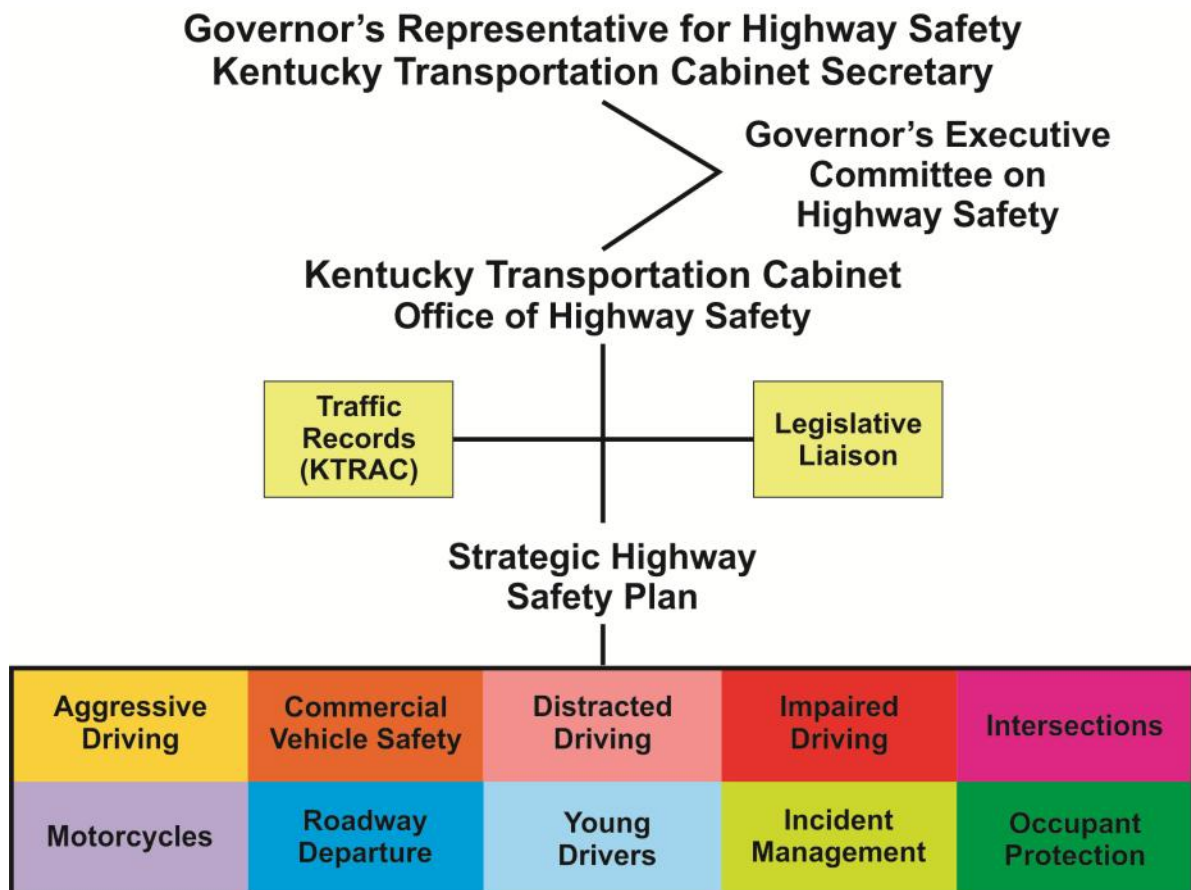 Governor’s Representative for Highway Safety
Kentucky Transportation Cabinet Secretary
Governor’s Executive
Committee on
Highway Safety
Kentucky Transportation Cabinet
Office of Highway Safety
Traffic
Records
(KTRAC)
Legislative
Liaison
Strategic Highway
Safety Plan
Aggressive
Driving
Commercial
Vehicle Safety
Distracted
Driving
Impaired
Driving
Intersections
Motorcycles
Roadway
Departure
Young
Drivers
Incident
Management
Occupant
Protection